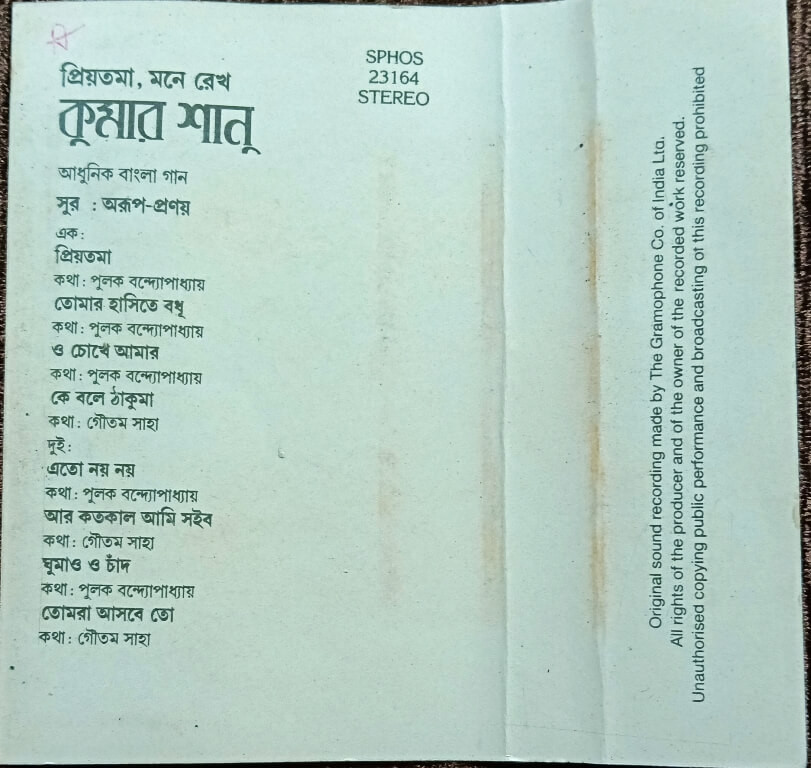 প্রিয়তমা, মনে রেখ
কুমার শানু
আধুনিক বাংলা গান
সুর : অরূপ-প্রণয়
এক:
প্রিয়তমা
কথা: পুলক বন্দ্যোপাধ্যায়
তোমার হাসিতে বধূ
কথা: পুলক বন্দ্যোপাধ্যায়
ও চোখে আমার
কথা: পুলক বন্দ্যোপাধ্যায়
কে বলে ঠাকুমা
কথা: গৌতম সাহা
দুই:
এতো নয় নয়
কথা: পুলক বন্দ্যোপাধ্যায়
আর কতকাল আমি সইব
কথা: গৌতম সাহা
ঘুমাও ও চাঁদ
কথা: পুলক বন্দ্যোপাধ্যায়
তোমরা আসবে তো
কথা: গৌতম সাহা
SPHOS
23164
STEREO
Original sound recording made by The Gramophone Co. of India Ltd.
All rights of the producer and of the owner of the recorded work reserved.
Unauthorised copying public performance and broadcasting of this recording prohibited